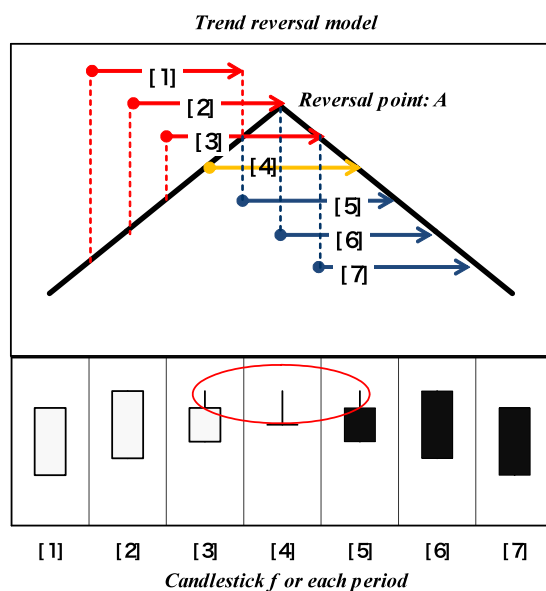 Trend reversal model
[1]
[2]
Reversal point: A
[3]
[4]
[5]
[6]
[7]
[1] [2] [3] [4] [5] [6] [7]
Candlestick f or each period